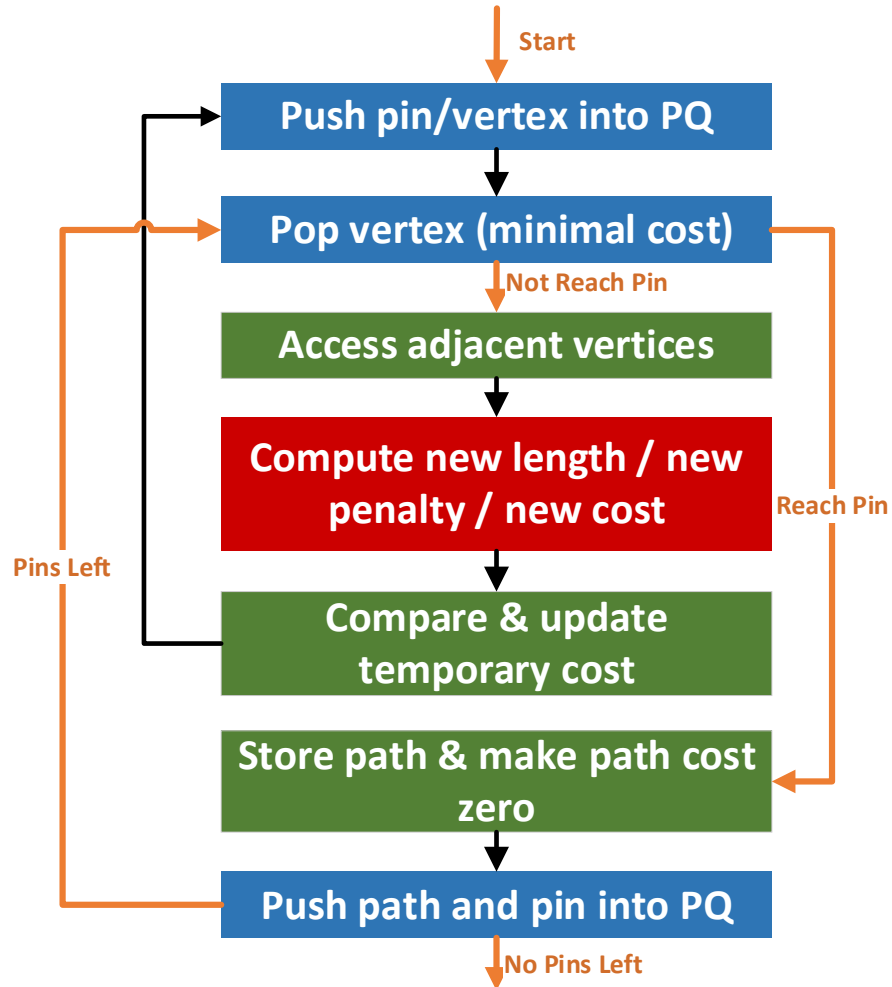 Start
Push pin/vertex into PQ
Pop vertex (minimal cost)
Not Reach Pin
Access adjacent vertices
Compute new length / new
penalty / new cost
Reach Pin
Pins Left
Compare & update
temporary cost
Store path & make path cost
zero
Push path and pin into PQ
No Pins Left